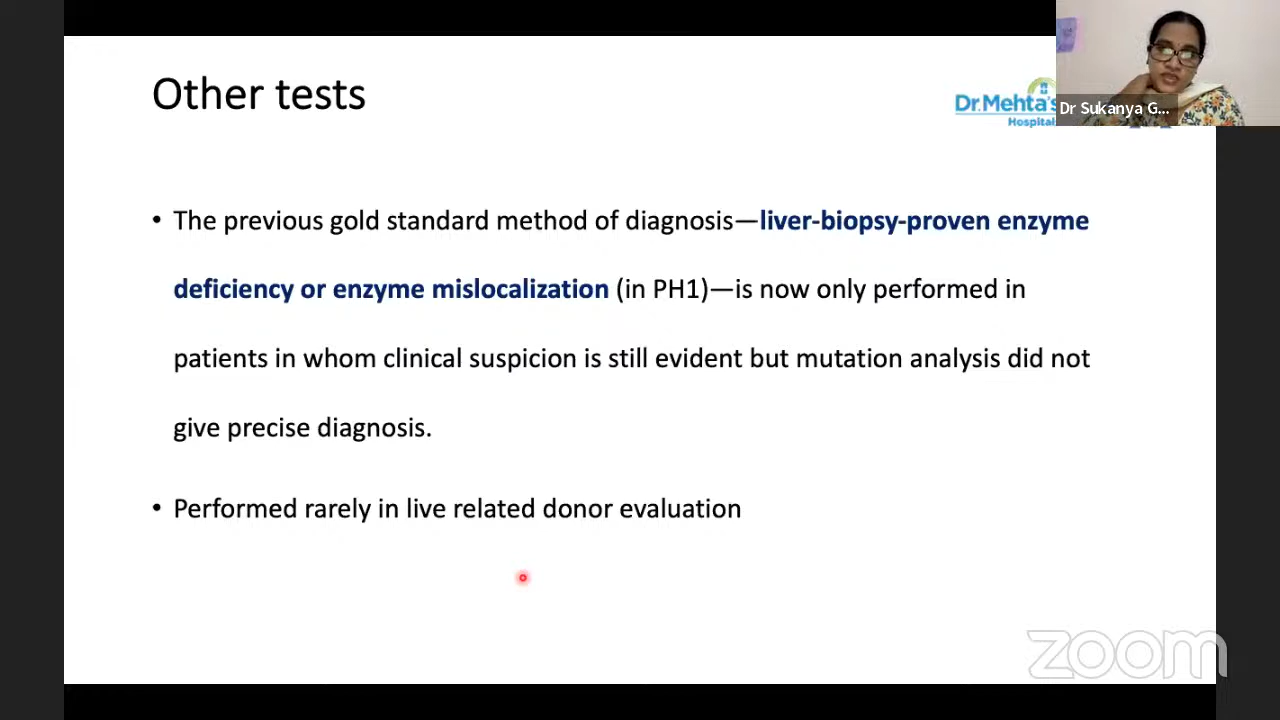 Other tests
Dr.Mehta's
Hospitals
Dr Sukanya G...
• The previous gold standard method of diagnosis—liver-biopsy-proven enzyme
deficiency or enzyme mislocalization (in PH1)—is now only performed in
patients in whom clinical suspicion is still evident but mutation analysis did not
give precise diagnosis.
• Performed rarely in live related donor evaluation
zoom